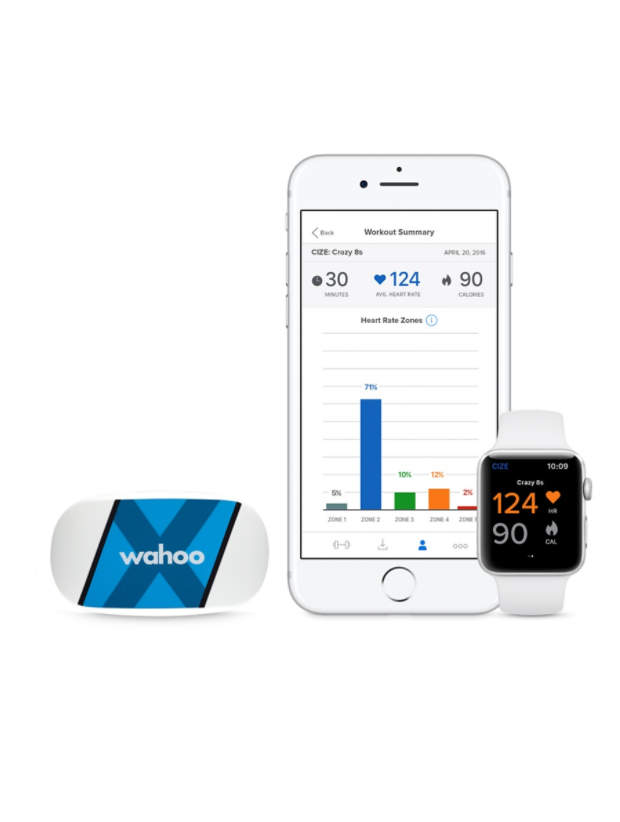 Back
Workout Summary
CIZE: Crazy 8s
APRIL 20, 2016
30
MINUTES
124
AVG. HEART RATE
90
CALORIES
Heart Rate Zones i
71%
5%
10%
12%
2%
ZONE 1
ZONE 2
ZONE 3
ZONE 4
ZONE 5
CIZE
10:09
Crazy 8s
124
HR
90
CAL
wahoo